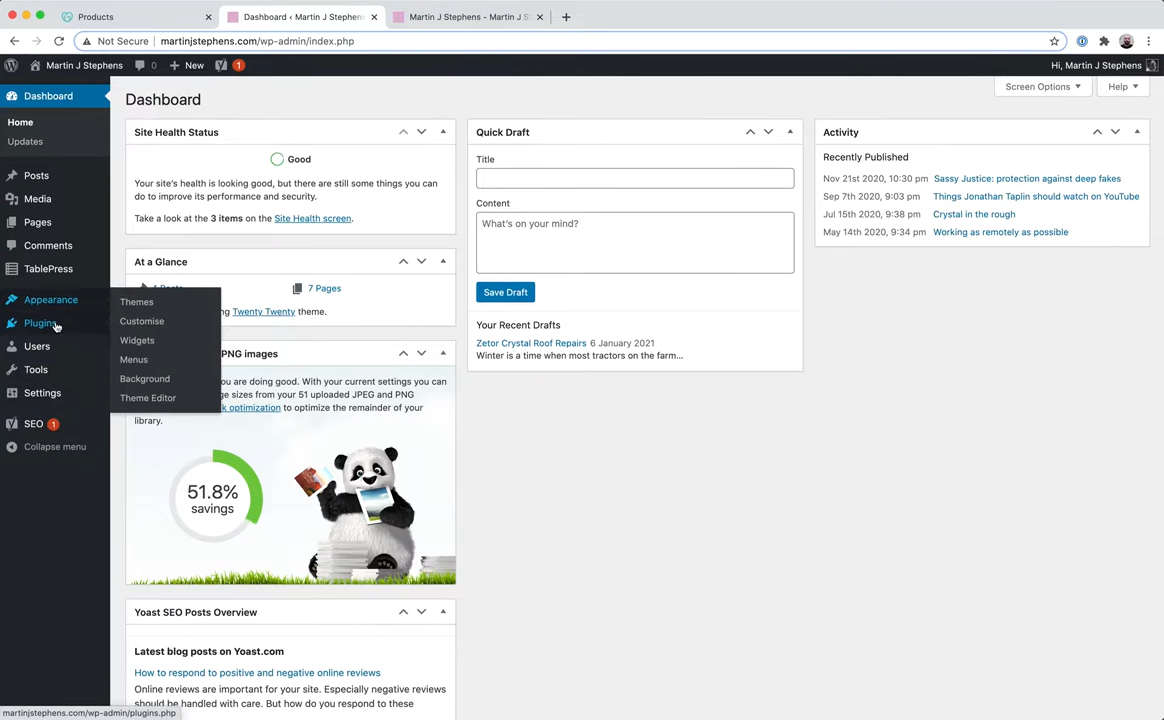 Products
Dashboard ‹ Martin J Stephens
Martin J Stephens - Martin J S
Not Secure
martinjstephens.com/wp-admin/index.php
Martin J Stephens
0
New
1
Hi, Martin J Stephens
Dashboard
Home
Updates
Posts
Media
Pages
Comments
TablePress
Appearance
Plugins
Users
Tools
Settings
SEO 1
Collapse menu
Themes
Customise
Widgets
Menus
Background
Theme Editor
Dashboard
Screen Options
Help
Site Health Status
Good
Your site's health is looking good, but there are still some things you can
do to improve its performance and security.
Take a look at the 3 items on the Site Health screen.
At a Glance
7 Pages
Twenty Twenty theme.
PNG images
you are doing good. With your current settings you can
sizes from your 51 uploaded JPEG and PNG
optimization to optimize the remainder of your
library.
51.8%
savings
Yoast SEO Posts Overview
Latest blog posts on Yoast.com
How to respond to positive and negative online reviews
Online reviews are important for your site. Especially negative reviews
should be handled with care. But how do you respond to these
Quick Draft
Title
Content
What's on your mind?
Save Draft
Your Recent Drafts
Zetor Crystal Roof Repairs 6 January 2021
Winter is a time when most tractors on the farm…
Activity
Recently Published
Nov 21st 2020, 10:30 pm Sassy Justice: protection against deep fakes
Sep 7th 2020, 9:03 pm Things Jonathan Taplin should watch on YouTube
Jul 15th 2020, 9:38 pm Crystal in the rough
May 14th 2020, 9:34 pm Working as remotely as possible
martinjstephens.com/wp-admin/plugins.php